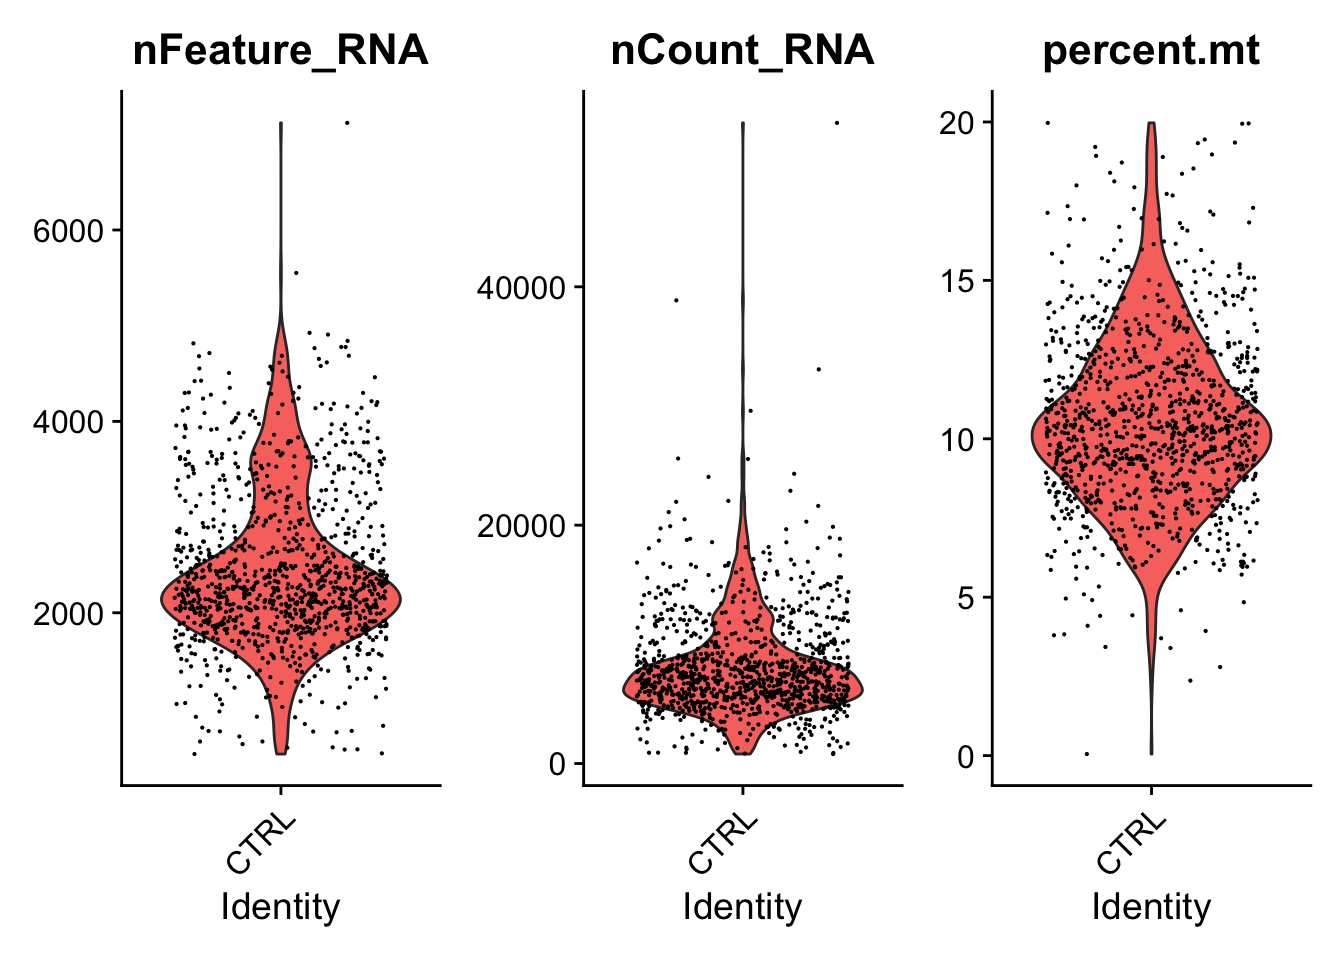 nFeature_RNA
6000
4000
2000
CTRL
Identity
nCount_RNA
40000
20000
0
CTRL
Identity
percent.mt
20
15
10
5
0
CTRL
Identity